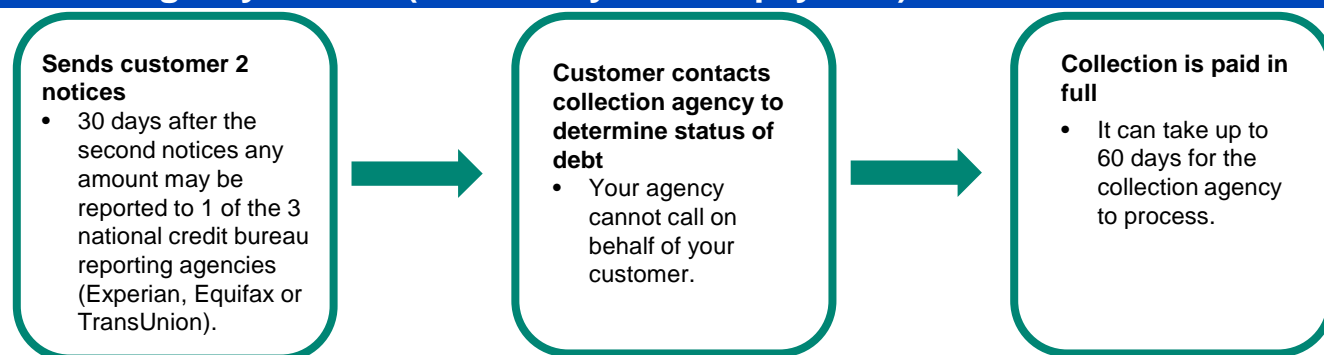 Sends customer 2
notices
• 30 days after the
second notices any
amount may be
reported to 1 of the 3
national credit bureau
reporting agencies
(Experian, Equifax or
TransUnion).
Customer contacts
collection agency to
determine status of
debt
• Your agency
cannot call on
behalf of your
customer.
Collection is paid in
full
• It can take up to
60 days for the
collection agency
to process.